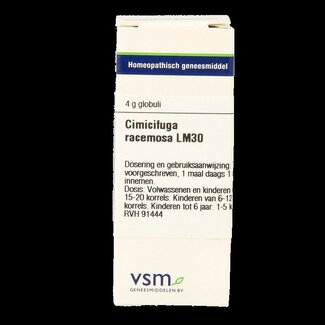 Homeopathisch geneesmiddel
4 g globuli
Cimicifuga
racemosa LM30
Dosering en gebruiksaanwijzing:
voorgeschreven, 1 maal daags 1
innemen.
Dosis: Volwassenen en kinderen
15-20 korrels. Kinderen van 6-12
korrels. Kinderen tot 6 jaar: 1-5 k
RVH 91444
vsm
GENEESMIDDELEN BV